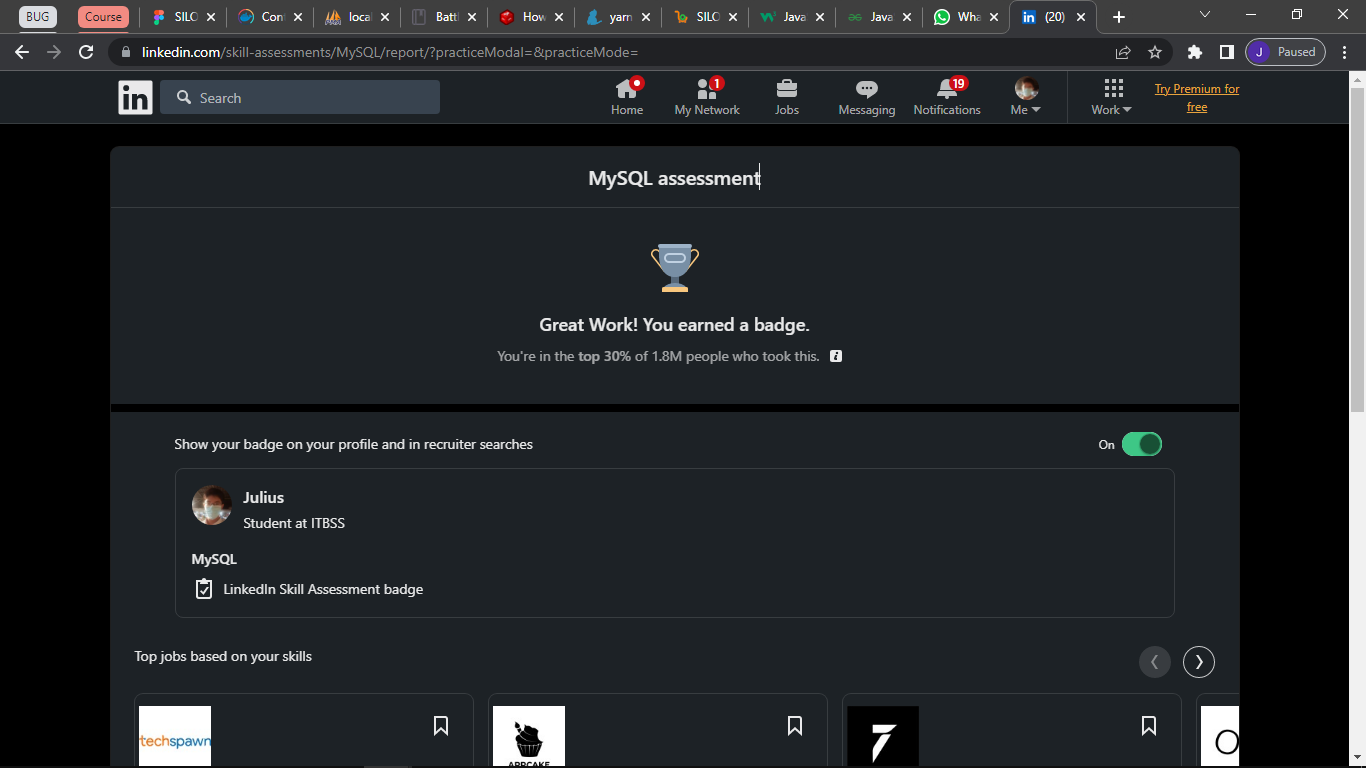 BUG
Course
SILO
Con
local
Battl
How
yarn
SILO
Java
Java
Wha
(20)
linkedin.com/skill-assessments/MySQL/report/?practiceModal=&practiceMode=
J Paused
in
Search
Home
1
My Network
Jobs
Messaging
19
Notifications
Me
Work
Try Premium for
free
MySQL assessment
Great Work! You earned a badge.
You're in the top 30% of 1.8M people who took this.
Show your badge on your profile and in recruiter searches
On
Julius
Student at ITBSS
MySQL
LinkedIn Skill Assessment badge
Top jobs based on your skills
techspawn
APPCAKE